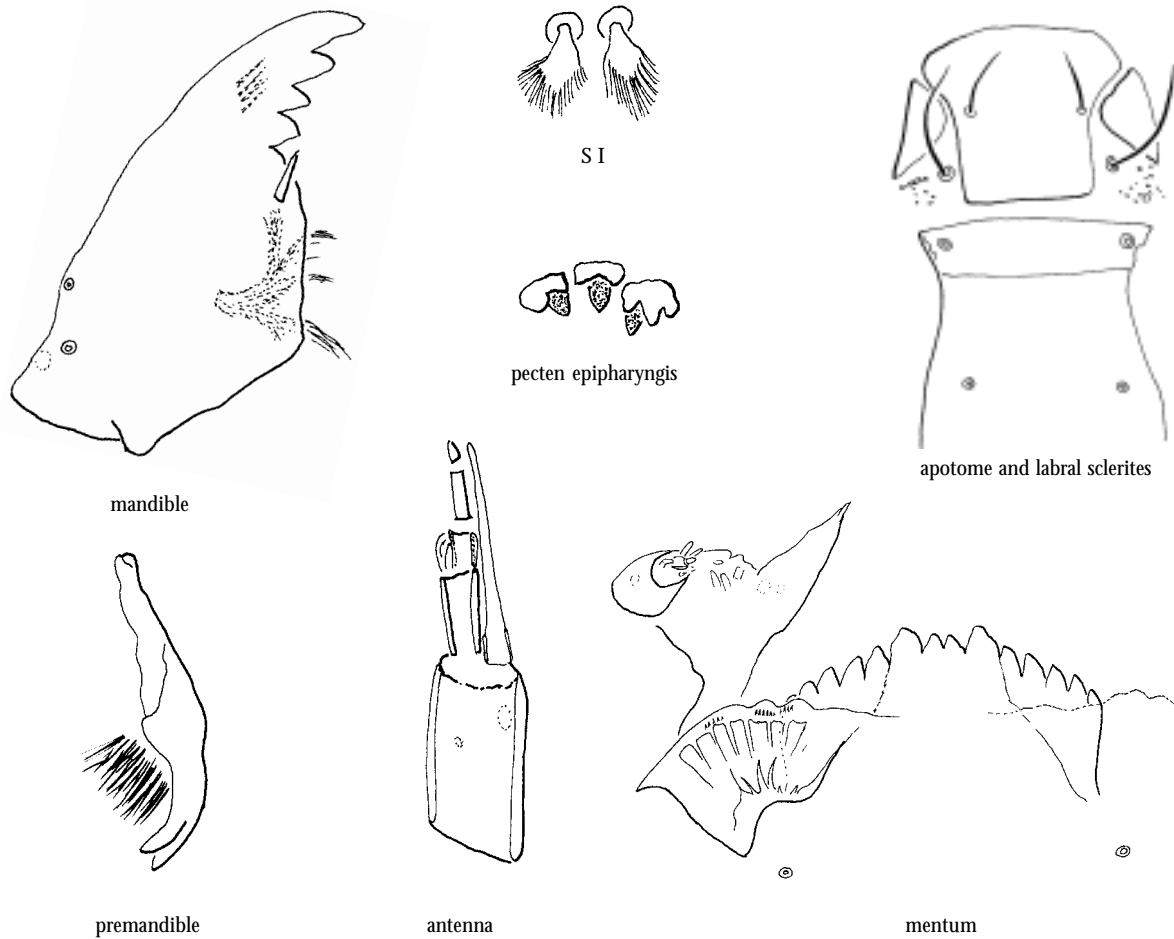 S I
pecten epipharyngis
apotome and labral sclerites
mandible
premandible
antenna
mentum